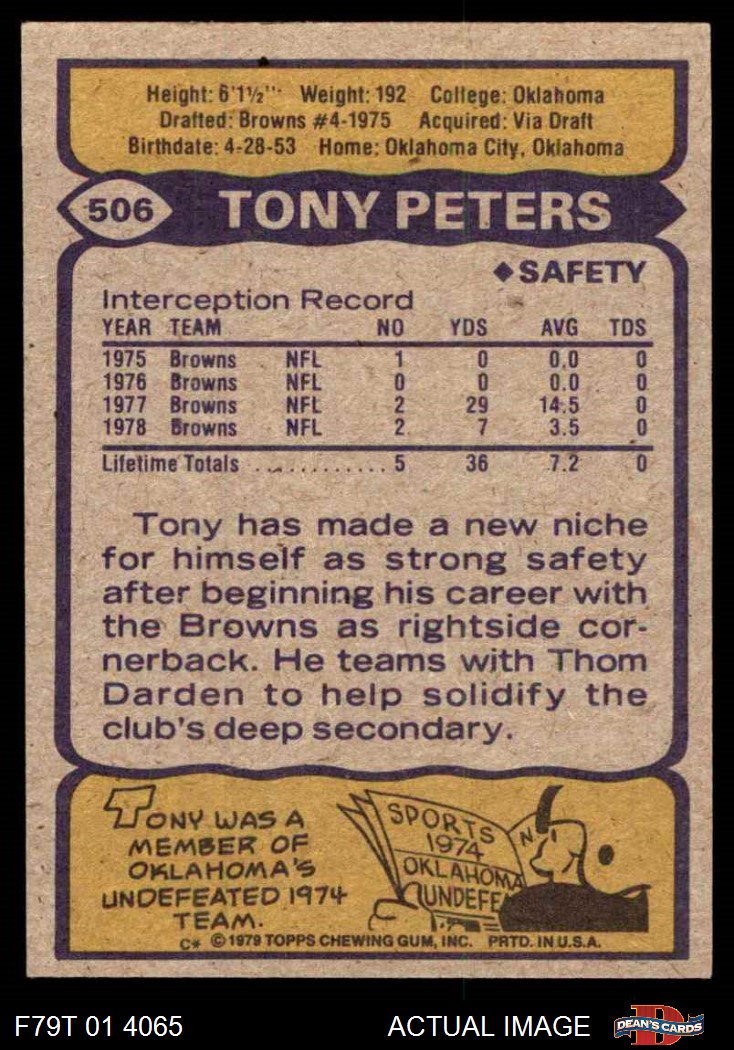 Height: 6'1½" Weight: 192 College: Oklahoma
Drafted: Browns #4-1975 Acquired: Via Draft
Birthdate: 4-28-53 Home: Oklahoma City, Oklahoma
506 TONY PETERS
◆SAFETY
Interception Record
YEAR TEAM NO YDS AVG TDS
1975 Browns NFL 1 0 0.0 0
1976 Browns NFL 0 0 0.0 0
1977 Browns NFL 2 29 14.5 0
1978 Browns NFL 2 7 3.5 0
Lifetime Totals ............ 5 36 7.2 0
Tony has made a new niche
for himself as strong safety
after beginning his career with
the Browns as rightside cor-
nerback. He teams with Thom
Darden to help solidify the
club's deep secondary.
TONY WAS A
MEMBER OF
OKLAHOMA'S
UNDEFEATED 1974
TEAM.
SPORTS
1974
OKLAHOMA
UNDEFE
C* © 1979 TOPPS CHEWING GUM, INC. PRTD. IN U.S.A.
F79T 01 4065 ACTUAL IMAGE D DEAN'S CARDS